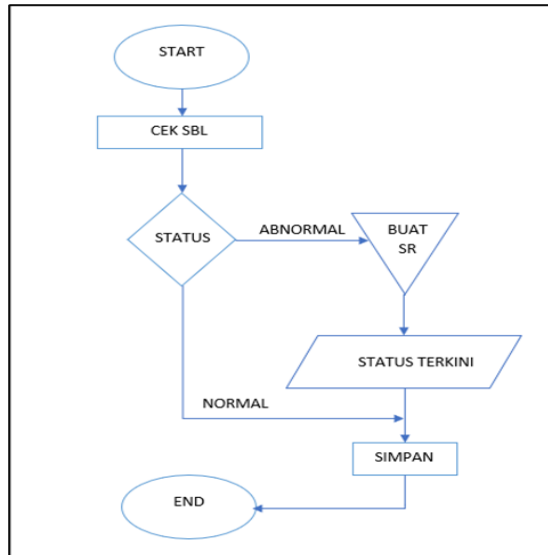 START
CEK SBL
STATUS
ABNORMAL
BUAT
SR
STATUS TERKINI
NORMAL
SIMPAN
END